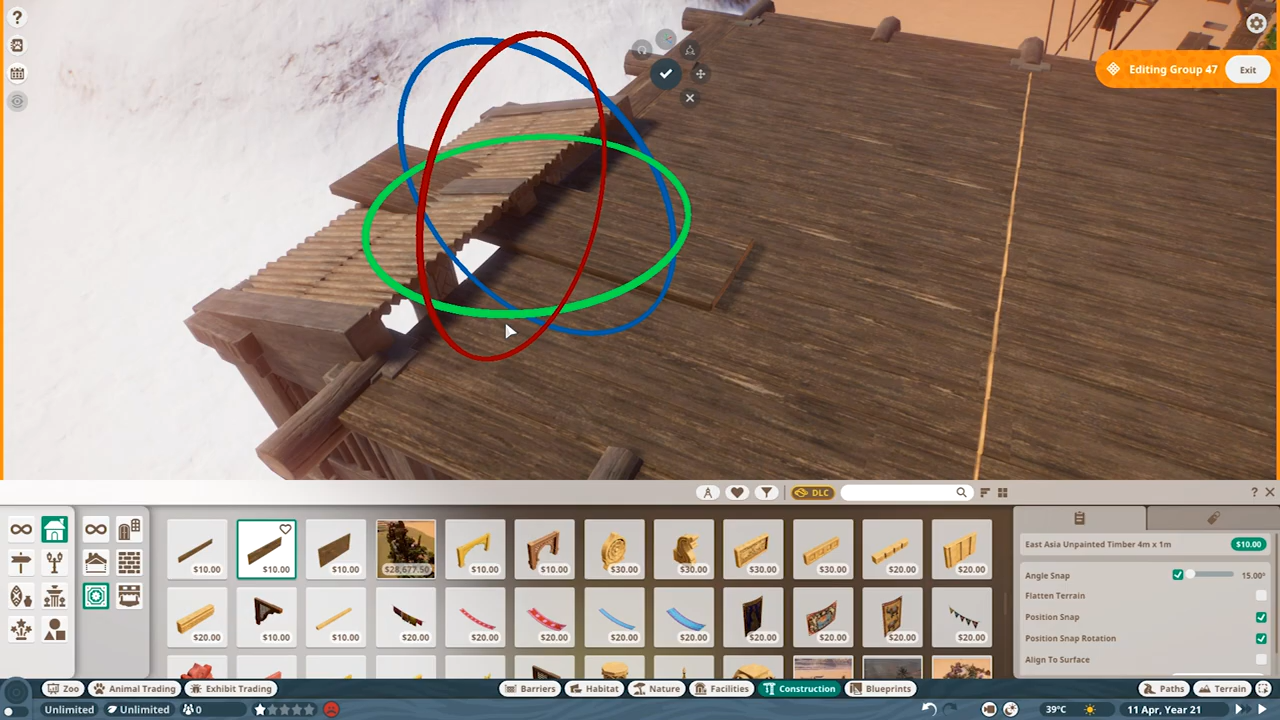 ?
Editing Group 47
Exit
DLC
?
$10.00
$10.00
$10.00
$28,677.50
$10.00
$10.00
$30.00
$30.00
$30.00
$30.00
$20.00
$20.00
$20.00
$10.00
$10.00
$20.00
$20.00
$20.00
$20.00
$20.00
$20.00
$20.00
$20.00
$20.00
East Asia Unpainted Timber 4m x 1m
$10.00
Angle Snap
15.00°
Flatten Terrain
Position Snap
Position Snap Rotation
Align To Surface
Zoo
Animal Trading
Exhibit Trading
Barriers
Habitat
Nature
Facilities
Construction
Blueprints
Paths
Terrain
Unlimited
Unlimited
0
39°C
11 Apr, Year 21